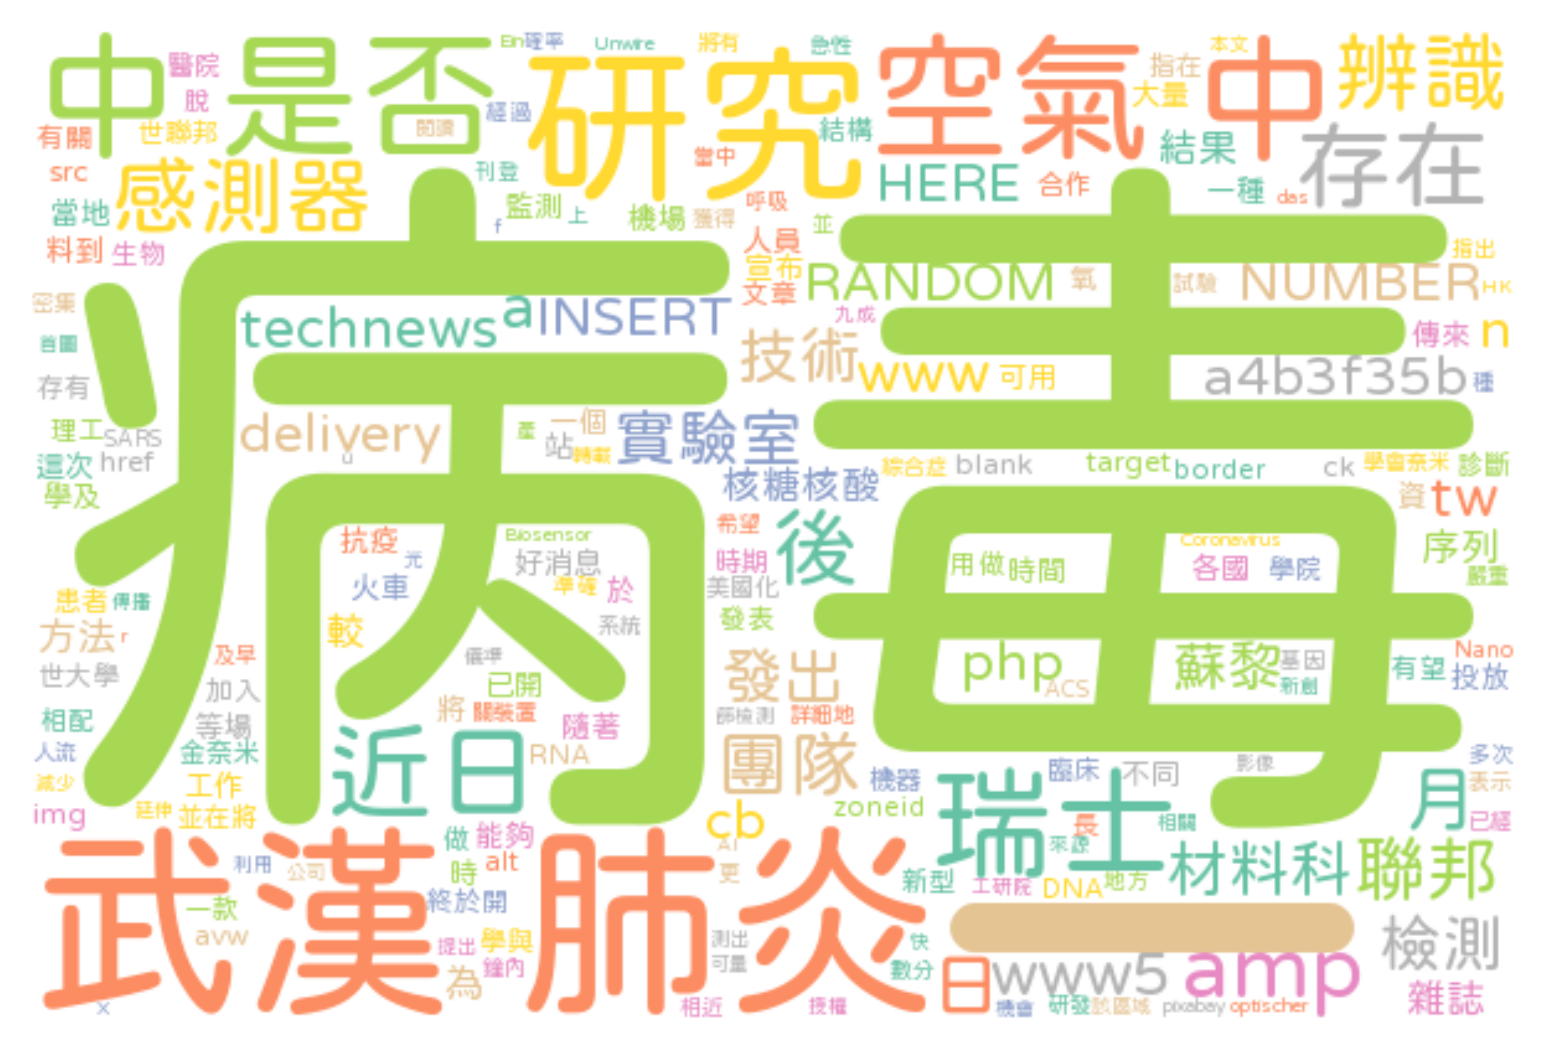 中是否
研究
空氣中
辨識
醫院
脫
En確率
Unwire
將有
急性
本文
指在
大量
有關
世聯邦
閱讀
經過
結構
當中
結果
存在
src
感測器
刊登
HERE
合作
一種
das
當地
監測
上
機場
獲得
呼吸
並
料到
生物
f
人員
宣布
文章
指出
密集
RANDOM
氧
試驗
NUMBER
HK
technews
a
INSERT
九成
傳來
n
首圖
病毒
技術
www
可用
a4b3f35b
種
存有
delivery
u
產
一個
站
轉載
實驗室
理工
SARS
這次
href
學及
核糖核酸
綜合症
blank
target
border
ck
學會奈米
診斷
資
tw
抗疫
元
Biosensor
好消息
希望
後
Coronavirus
序列
嚴重
火車
準確
於
時期
美國化
用做
時間
各國
學院
患者
傳播
較
系統
發表
方法
r
世大學
及早
儀準
已開
發出
php
ACS
蘇黎
基因
新創
有望
Nano
投放
加入
將
關裝置
隨著
篩檢測
詳細地
相配
等場
人流
金奈米
近日
RNA
團隊
機器
臨床
不同
影像
多次
表示
減少
工作
img
延伸
並在將
cb
zoneid
瑞士
長
相關
月
已經
武漢肺炎
利用
公司
做
能夠
時
alt
AI
更
來源
新型
工研院
DNA
地方
材料科
聯邦
終於開
一款
avw
提出
學與
鐘內
為
測出
可量
快
數分
一
日
www5
amp
檢測
雜誌
x
相近
授權
機會
研發
該區域
pixabay
optischer